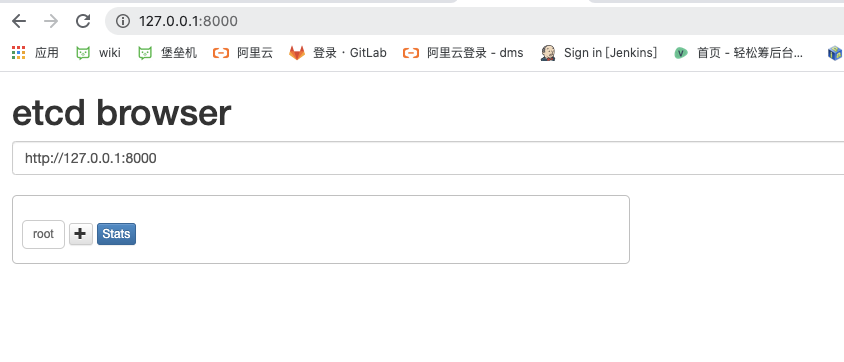 127.0.0.1:8000
应用 wiki 堡垒机 阿里云 登录 · GitLab 阿里云登录 - dms Sign in [Jenkins] 首页 - 轻松筹后台...
etcd browser
http://127.0.0.1:8000
root Stats